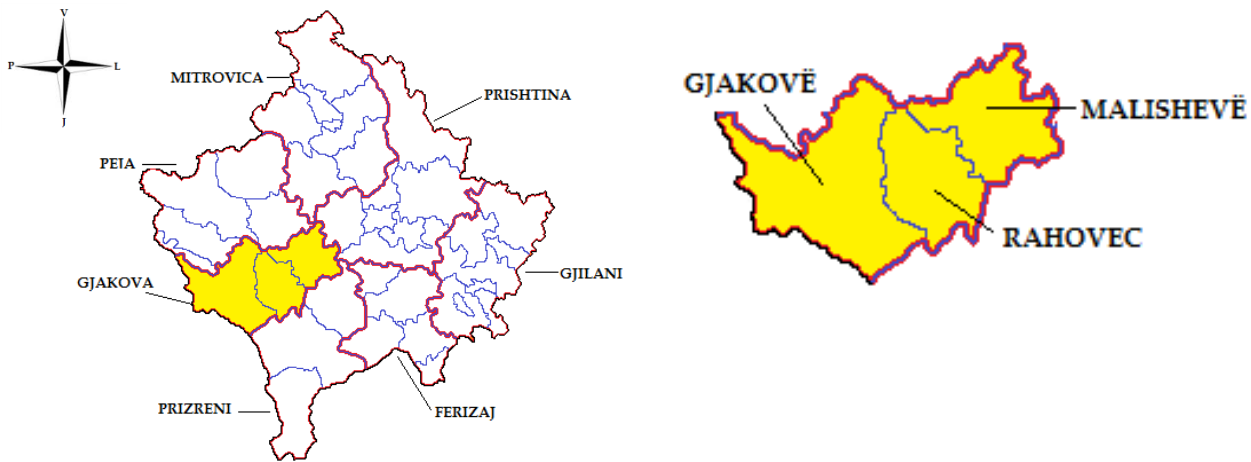 V
P
L
J
MITROVICA
PRISHTINA
PEJA
GJAKOVA
GJILANI
PRIZRENI
FERIZAJ
GJAKOVË
MALISHEVË
RAHOVEC